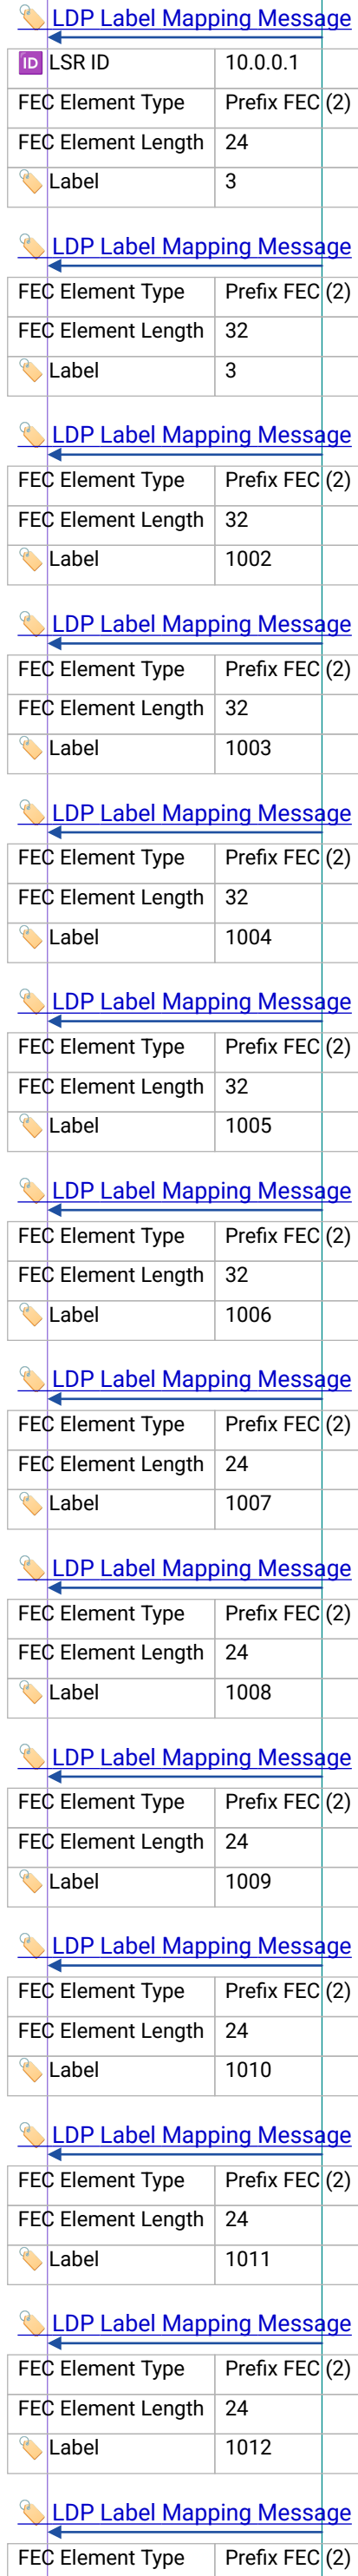 🏷️ LDP Label Mapping Message
🆔 LSR ID 10.0.0.1
FEC Element Type Prefix FEC (2)
FEC Element Length 24
🏷️ Label 3
🏷️ LDP Label Mapping Message
FEC Element Type Prefix FEC (2)
FEC Element Length 32
🏷️ Label 3
🏷️ LDP Label Mapping Message
FEC Element Type Prefix FEC (2)
FEC Element Length 32
🏷️ Label 1002
🏷️ LDP Label Mapping Message
FEC Element Type Prefix FEC (2)
FEC Element Length 32
🏷️ Label 1003
🏷️ LDP Label Mapping Message
FEC Element Type Prefix FEC (2)
FEC Element Length 32
🏷️ Label 1004
🏷️ LDP Label Mapping Message
FEC Element Type Prefix FEC (2)
FEC Element Length 32
🏷️ Label 1005
🏷️ LDP Label Mapping Message
FEC Element Type Prefix FEC (2)
FEC Element Length 32
🏷️ Label 1006
🏷️ LDP Label Mapping Message
FEC Element Type Prefix FEC (2)
FEC Element Length 24
🏷️ Label 1007
🏷️ LDP Label Mapping Message
FEC Element Type Prefix FEC (2)
FEC Element Length 24
🏷️ Label 1008
🏷️ LDP Label Mapping Message
FEC Element Type Prefix FEC (2)
FEC Element Length 24
🏷️ Label 1009
🏷️ LDP Label Mapping Message
FEC Element Type Prefix FEC (2)
FEC Element Length 24
🏷️ Label 1010
🏷️ LDP Label Mapping Message
FEC Element Type Prefix FEC (2)
FEC Element Length 24
🏷️ Label 1011
🏷️ LDP Label Mapping Message
FEC Element Type Prefix FEC (2)
FEC Element Length 24
🏷️ Label 1012
🏷️ LDP Label Mapping Message
FEC Element Type Prefix FEC (2)